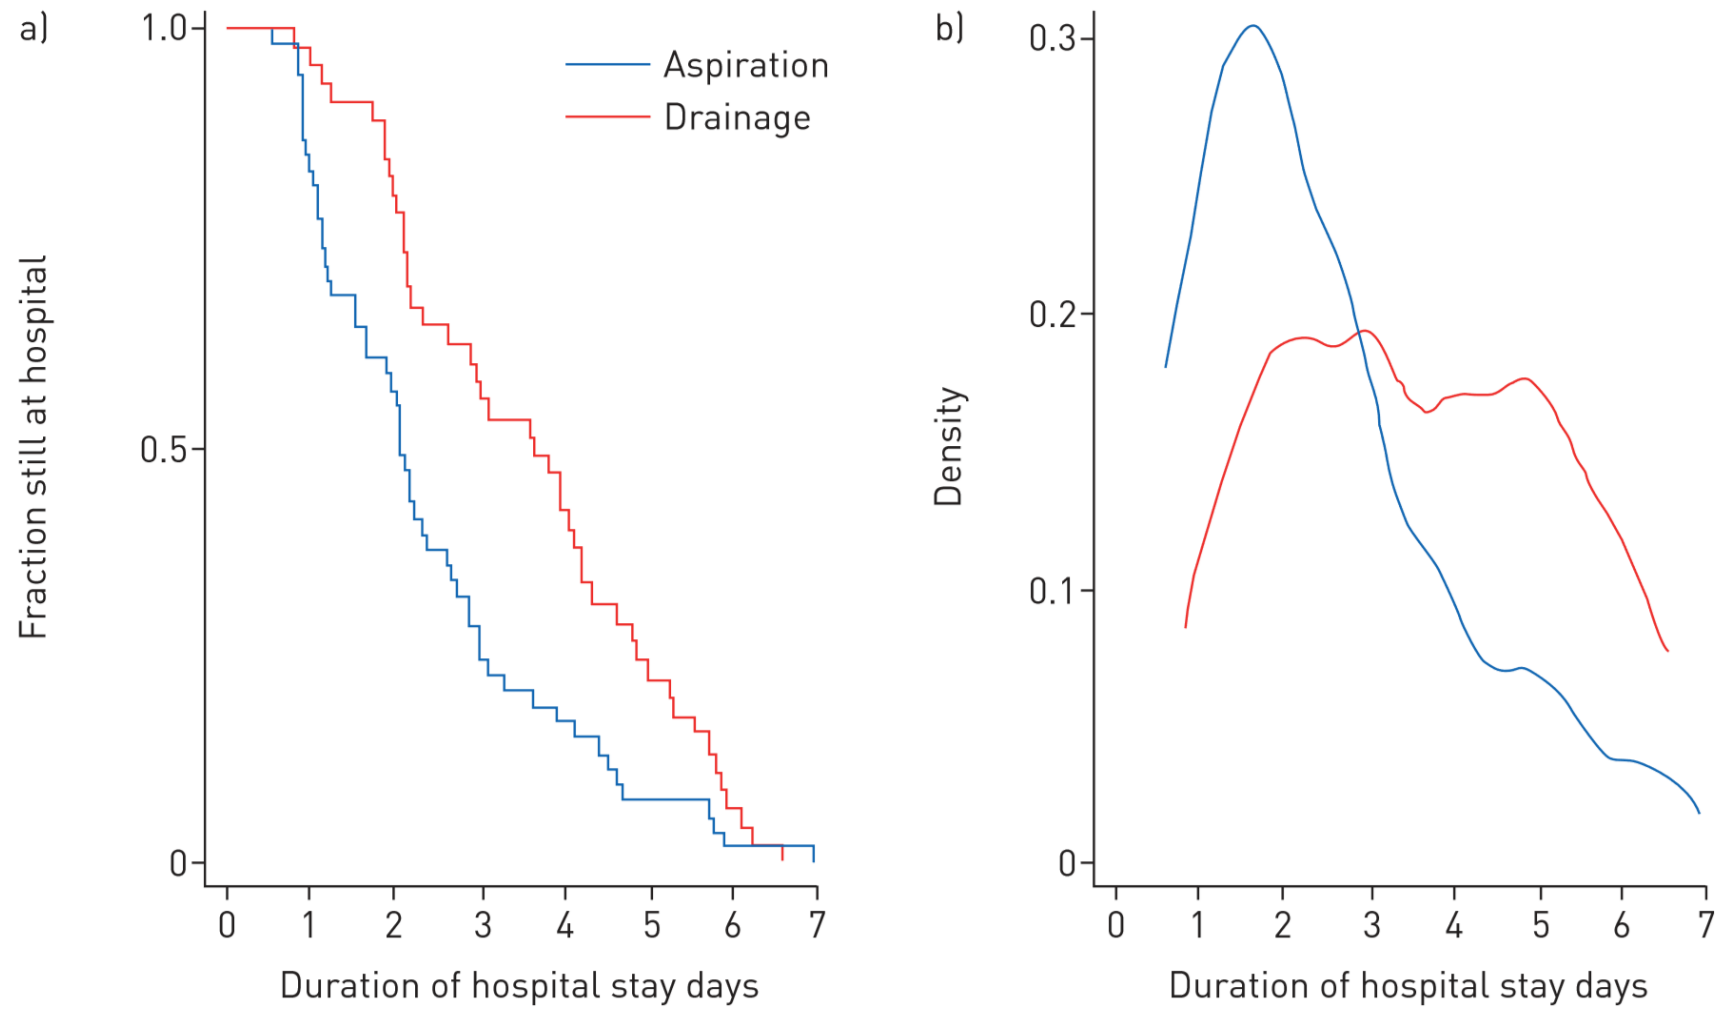 a)
Aspiration
Drainage
Fraction still at hospital
1.0
0.5
0
0 1 2 3 4 5 6 7
Duration of hospital stay days
b)
Density
0.3
0.2
0.1
0
0 1 2 3 4 5 6 7
Duration of hospital stay days